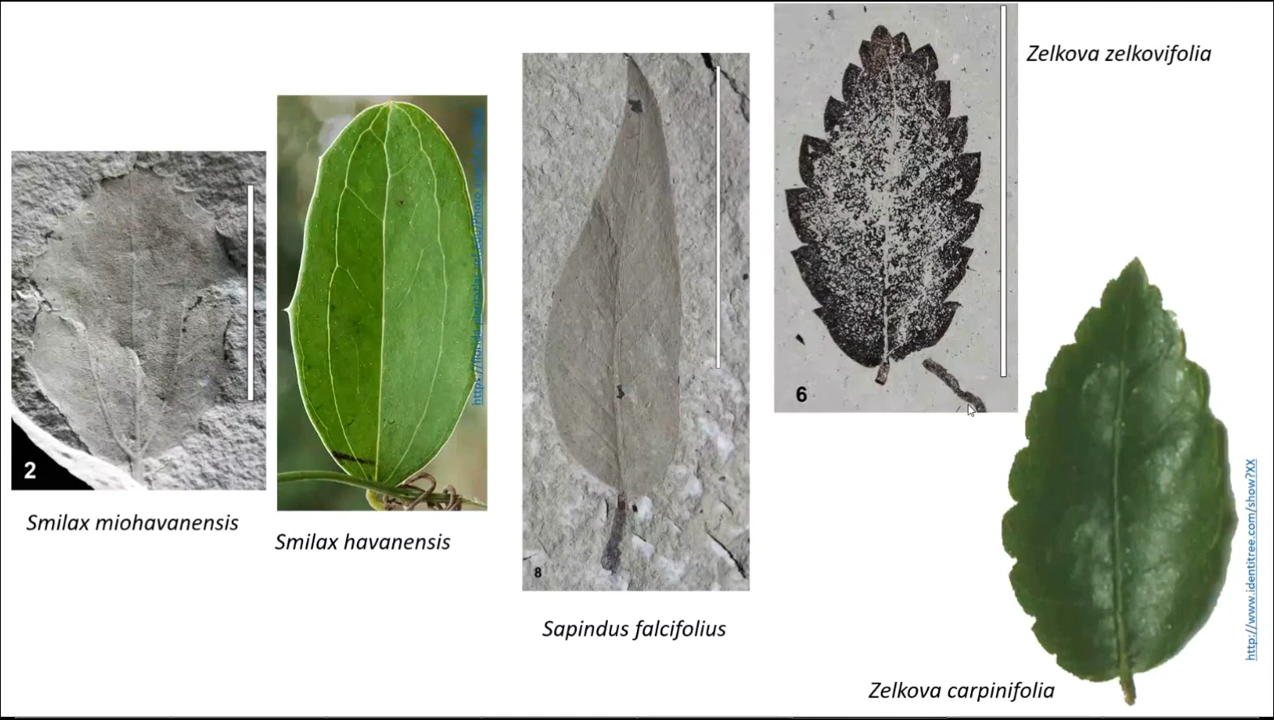 Zelkova zelkovifolia
2
8
6
Smilax miohavanensis
Smilax havanensis
Sapindus falcifolius
Zelkova carpinifolia
http://www.identitree.com/show?XX